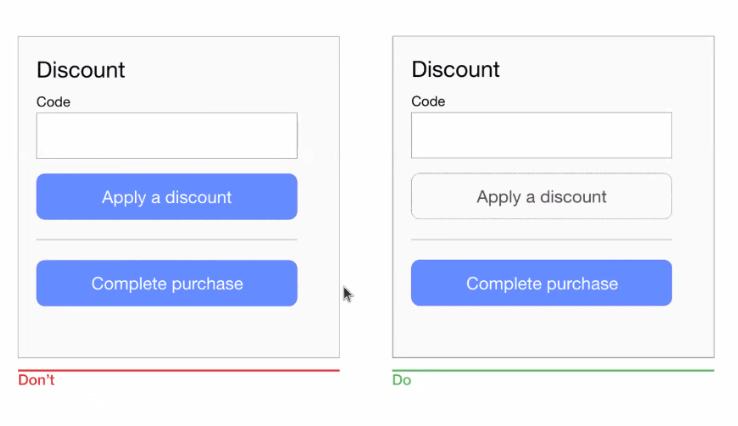 Discount
Code
Apply a discount
Complete purchase
Don't
Discount
Code
Apply a discount
Complete purchase
Do